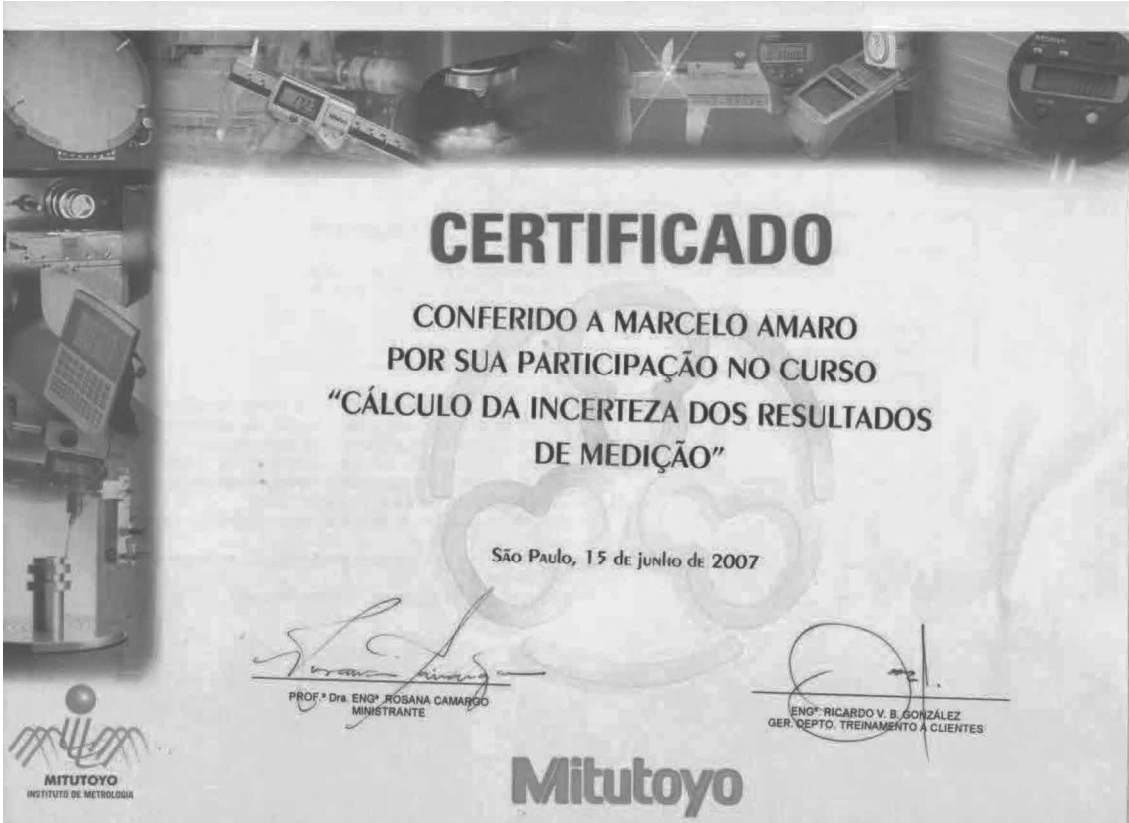 CERTIFICADO
CONFERIDO A MARCELO AMARO
POR SUA PARTICIPAÇÃO NO CURSO
"CÁLCULO DA INCERTEZA DOS RESULTADOS
DE MEDIÇÃO"
São Paulo, 15 de junho de 2007
PROF.ª Dra. ENGª ROSANA CAMARGO
MINISTRANTE
ENGº. RICARDO V. B. GONZÁLEZ
GER. DEPTO. TREINAMENTO A CLIENTES
MITUTOYO
INSTITUTO DE METROLOGIA
Mitutoyo